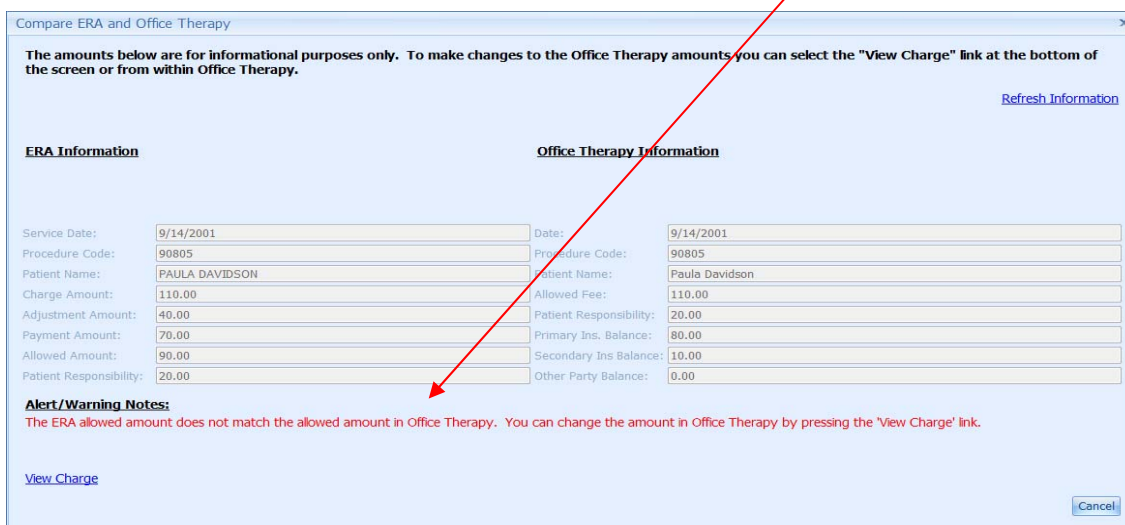 Compare ERA and Office Therapy
The amounts below are for informational purposes only. To make changes to the Office Therapy amounts you can select the "View Charge" link at the bottom of
the screen or from within Office Therapy.
Refresh Information
ERA Information
Office Therapy Information
Service Date: 9/14/2001 Date: 9/14/2001
Procedure Code: 90805 Procedure Code: 90805
Patient Name: PAULA DAVIDSON Patient Name: Paula Davidson
Charge Amount: 110.00 Allowed Fee: 110.00
Adjustment Amount: 40.00 Patient Responsibility: 20.00
Payment Amount: 70.00 Primary Ins. Balance: 80.00
Allowed Amount: 90.00 Secondary Ins Balance: 10.00
Patient Responsibility: 20.00 Other Party Balance: 0.00
Alert/Warning Notes:
The ERA allowed amount does not match the allowed amount in Office Therapy. You can change the amount in Office Therapy by pressing the 'View Charge' link.
View Charge
Cancel